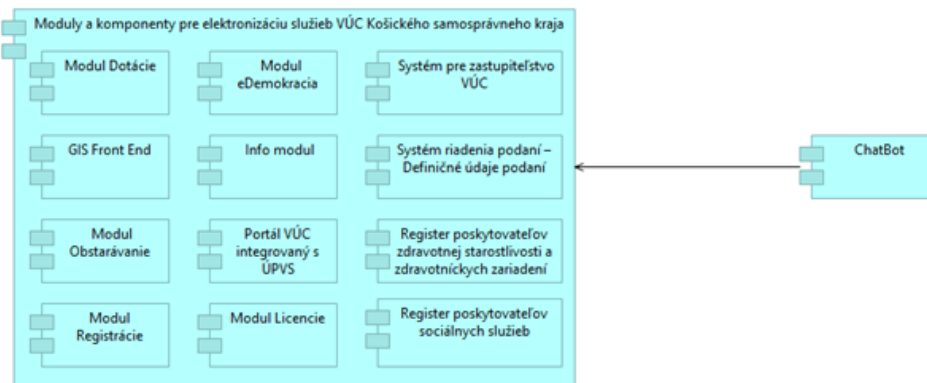 Moduly a komponenty pre elektronizáciu služieb VÚC Košického samosprávneho kraja
Modul Dotácie
Modul
eDemokracia
Systém pre zastupiteľstvo
VÚC
GIS Front End
Info modul
Systém riadenia podaní –
Definičné údaje podaní
ChatBot
Modul
Obstarávanie
Portál VÚC
integrovaný s
ÚPVS
Register poskytovateľov
zdravotnej starostlivosti a
zdravotníckych zariadení
Modul
Registrácie
Modul Licencie
Register poskytovateľov
sociálnych služieb